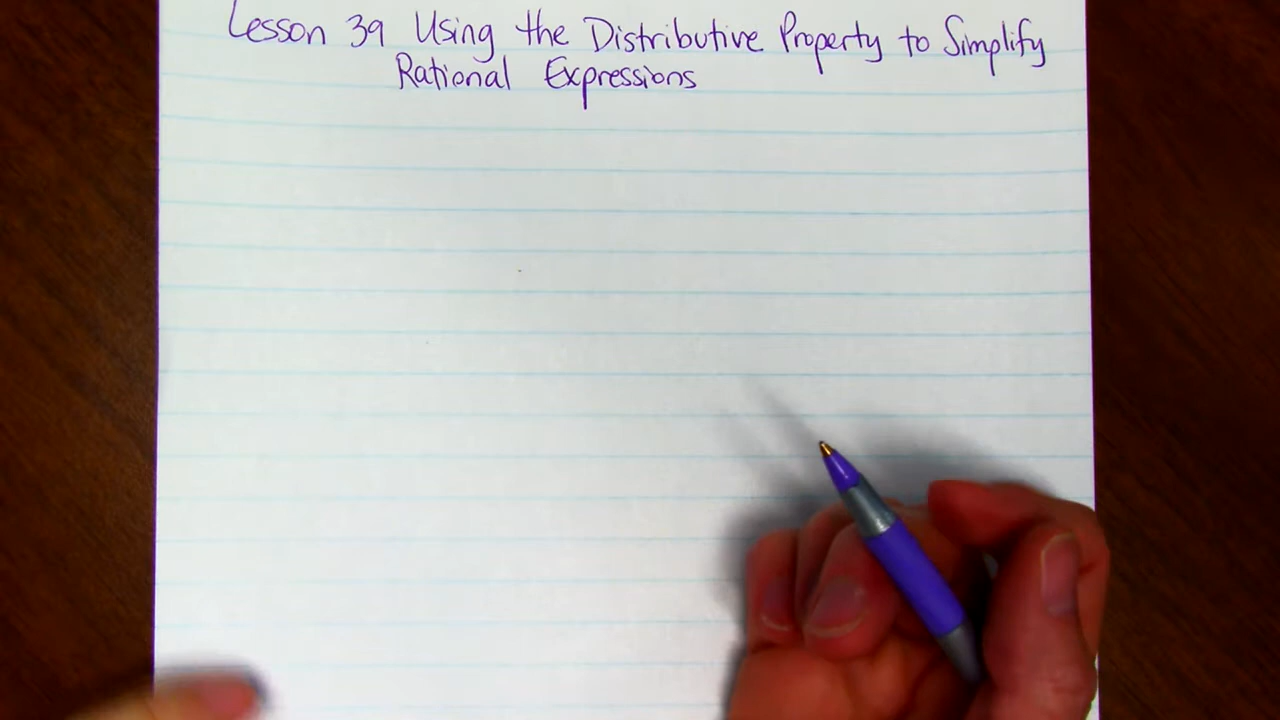 Lesson 39 Using the Distributive Property to Simplify
Rational Expressions